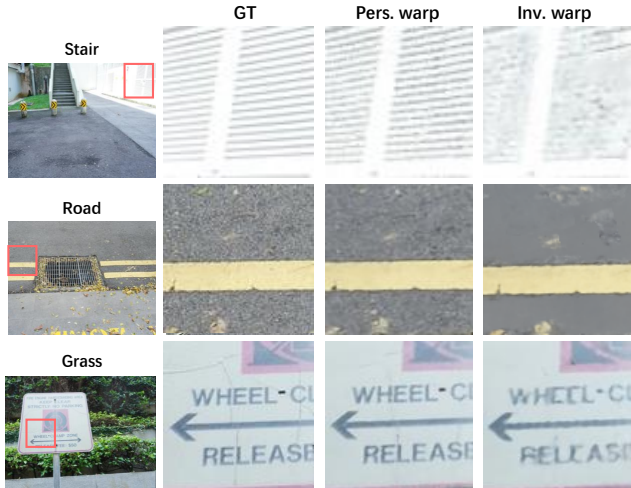 GT Pers. warp Inv. warp
Stair
Road
Grass
WHEEL-CL WHEEL-CL WHEEL-CL
RELEASE RELEASE RELEASE